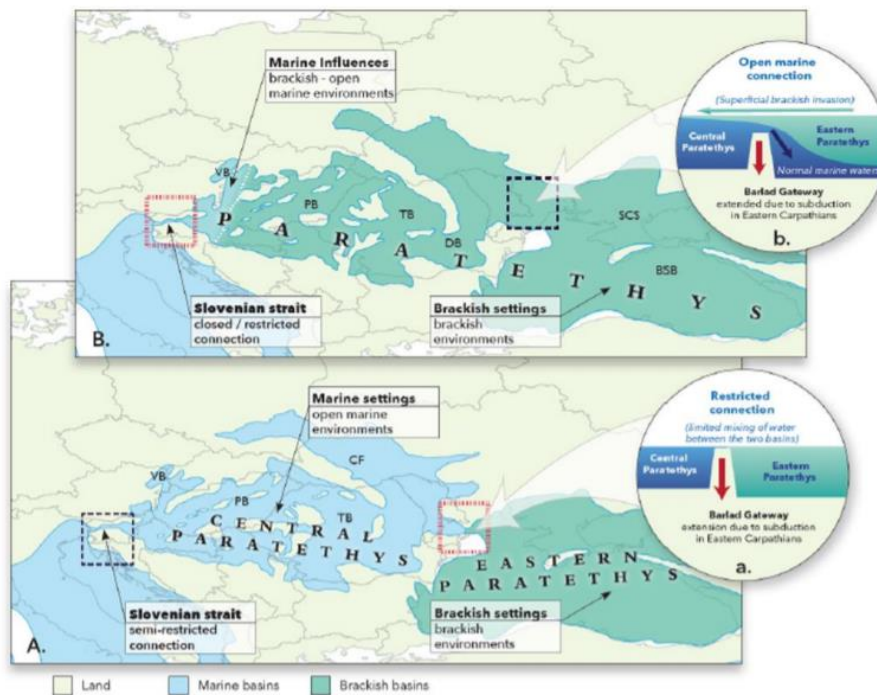 Marine Influences
brackish - open
marine environments
VB
PB
TB
DB
SCS
BSB
P A R A T E T H Y S
Slovenian strait
closed / restricted
connection
Brackish settings
brackish
environments
B.
Open marine
connection
(Superficial brackish invasion)
Central
Paratethys
Eastern
Paratethys
Normal marine water
Barlad Gateway
extended due to subduction
in Eastern Carpathians
b.
Marine settings
open marine
environments
CF
VB
PB
TB
CENTRAL
PARATETHYS
EASTERN
PARATETHYS
Slovenian strait
semi-restricted
connection
Brackish settings
brackish
environments
A.
Restricted
connection
(limited mixing of water
between the two basins)
Central
Paratethys
Eastern
Paratethys
Barlad Gateway
extension due to subduction
in Eastern Carpathians
a.
Land
Marine basins
Brackish basins